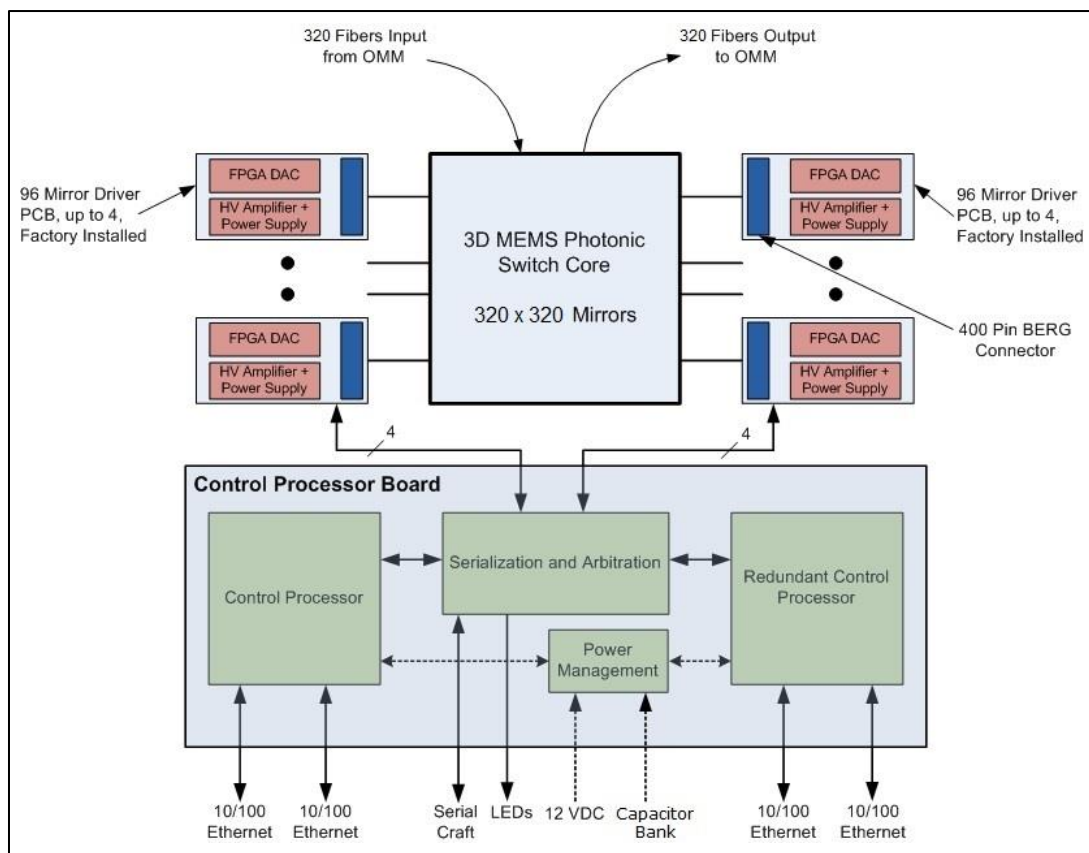 320 Fibers Input
from OMM
320 Fibers Output
to OMM
96 Mirror Driver
PCB, up to 4,
Factory Installed
FPGA DAC
HV Amplifier +
Power Supply
3D MEMS Photonic
Switch Core
320 x 320 Mirrors
FPGA DAC
HV Amplifier +
Power Supply
96 Mirror Driver
PCB, up to 4,
Factory Installed
FPGA DAC
HV Amplifier +
Power Supply
FPGA DAC
HV Amplifier +
Power Supply
400 Pin BERG
Connector
4
4
Control Processor Board
Control Processor
Serialization and Arbitration
Redundant Control
Processor
Power
Management
10/100
Ethernet
10/100
Ethernet
Serial
Craft
LEDs
12 VDC
Capacitor
Bank
10/100
Ethernet
10/100
Ethernet